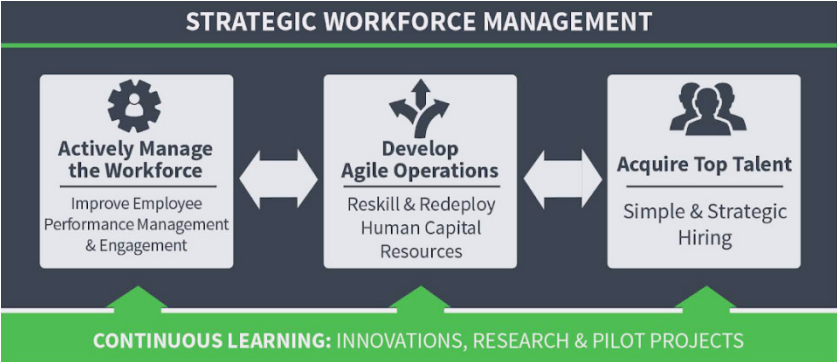 STRATEGIC WORKFORCE MANAGEMENT
Actively Manage
the Workforce
Improve Employee
Performance Management
& Engagement
Develop
Agile Operations
Reskill & Redeploy
Human Capital
Resources
Acquire Top Talent
Simple & Strategic
Hiring
CONTINUOUS LEARNING: INNOVATIONS, RESEARCH & PILOT PROJECTS